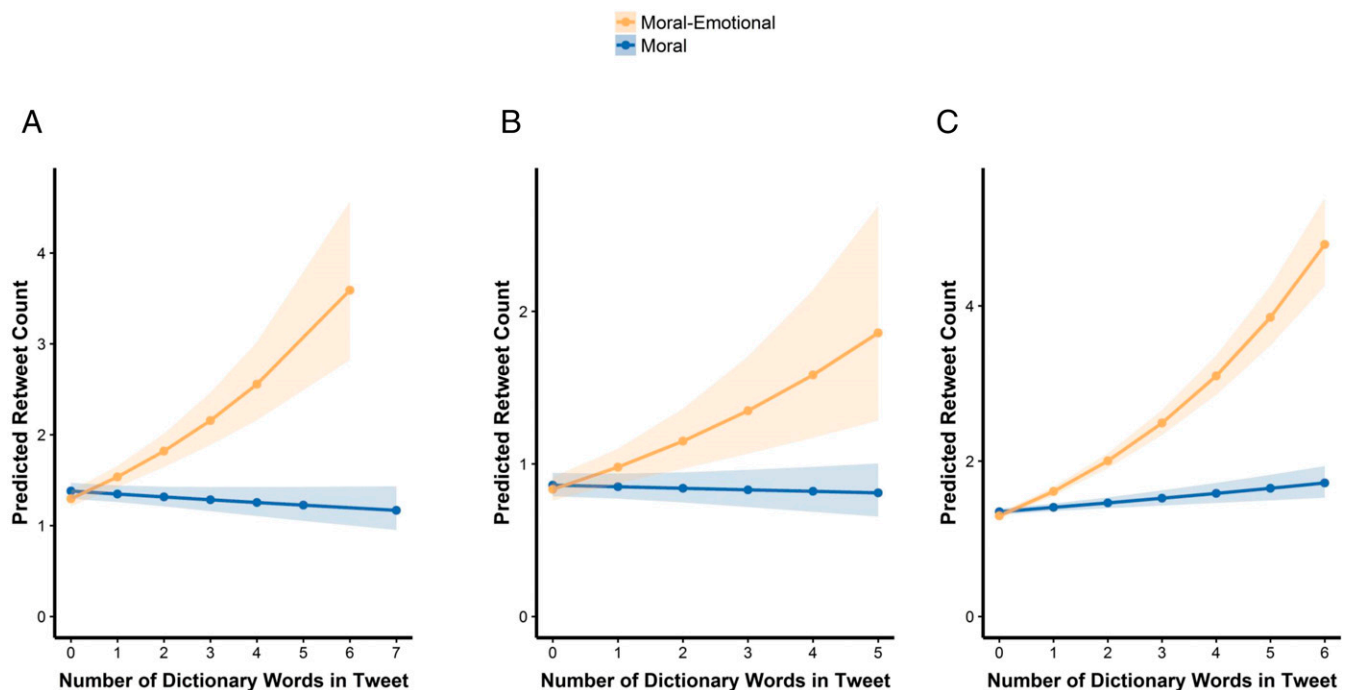 Moral-Emotional
Moral
A
B
C
Predicted Retweet Count
4
3
2
1
0
0 1 2 3 4 5 6 7
Number of Dictionary Words in Tweet
Predicted Retweet Count
2
1
0
0 1 2 3 4 5
Number of Dictionary Words in Tweet
Predicted Retweet Count
4
2
0
0 1 2 3 4 5 6
Number of Dictionary Words in Tweet